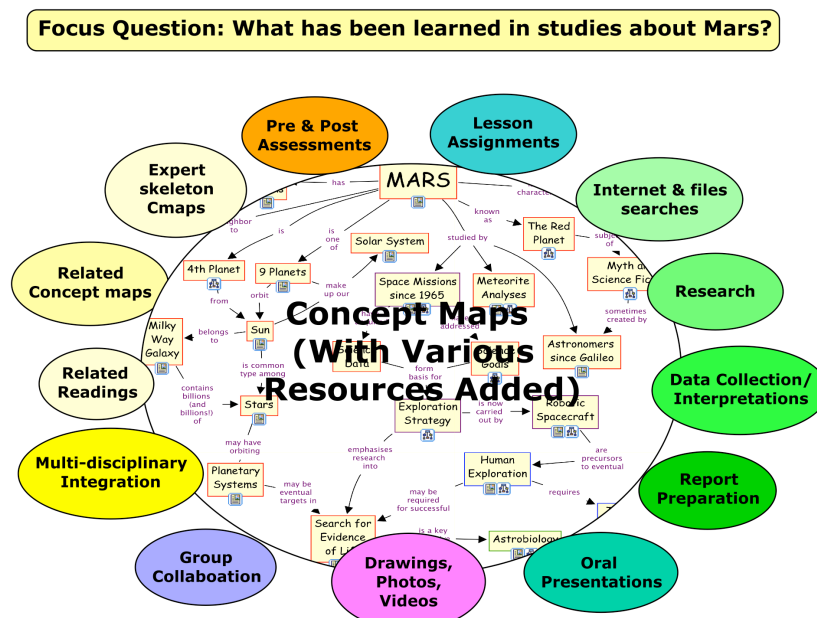 Focus Question: What has been learned in studies about Mars?
Pre & Post
Assessments
Lesson
Assignments
Expert
skeleton
Cmaps
Internet & files
searches
Related
Concept maps
Research
Related
Readings
Data Collection/
Interpretations
Multi-disciplinary
Integration
Report
Preparation
Group
Collaboation
Drawings,
Photos,
Videos
Oral
Presentations
Concept Maps
(With Various
Resources Added)
MARS
has
known
as
The Red
Planet
is
is
one
of
Solar System
studied by
4th Planet
9 Planets
make
up our
Space Missions
since 1965
Meteorite
Analyses
Science Fic
sometimes
created by
from
orbit
Milky
Way
Galaxy
belongs
to
Sun
addressed
Astronomers
since Galileo
is common
type among
Data
form
basis for
Goals
contains
billions
(and
billions!)
of
Stars
Exploration
Strategy
is now
carried
out by
Robotic
Spacecraft
may have
orbiting
emphasises
research
into
Human
Exploration
are
precursors
to eventual
Planetary
Systems
may be
eventual
targets in
may be
required
for successful
requires
Search for
Evidence
of Li
is a key
Astrobiology